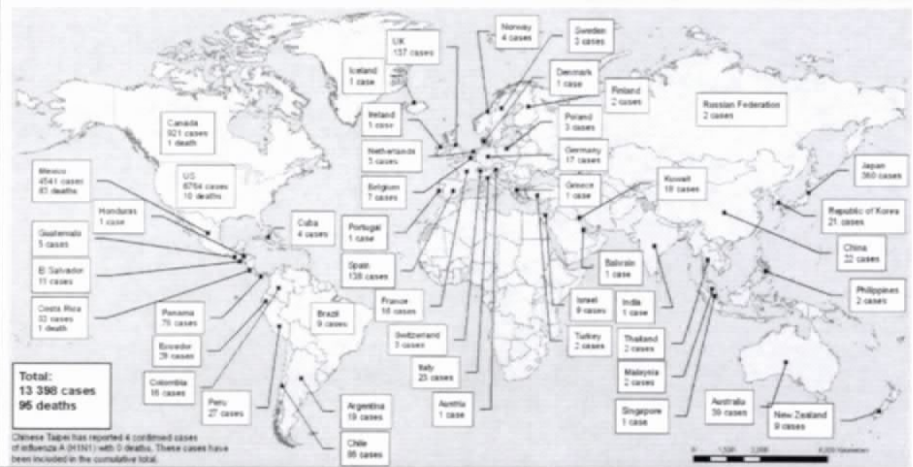 Norway
4 cases
Sweden
3 cases
UK
137 cases
Iceland
1 case
Denmark
1 case
Finland
2 cases
Russian Federation
2 cases
Ireland
1 case
Poland
3 cases
Canada
921 cases
1 death
Netherlands
3 cases
Germany
17 cases
Mexico
4541 cases
83 deaths
US
6764 cases
10 deaths
Belgium
7 cases
Greece
1 case
Kuwait
18 cases
Japan
360 cases
Honduras
1 case
Cuba
4 cases
Portugal
1 case
Republic of Korea
21 cases
Guatemala
5 cases
China
22 cases
El Salvador
11 cases
Spain
138 cases
Bahrain
1 case
Philippines
2 cases
Costa Rica
33 cases
1 death
Panama
76 cases
Brazil
9 cases
France
16 cases
Israel
9 cases
India
1 case
Ecuador
28 cases
Switzerland
3 cases
Turkey
2 cases
Thailand
2 cases
Italy
23 cases
Malaysia
2 cases
Colombia
16 cases
Peru
27 cases
Argentina
19 cases
Austria
1 case
Singapore
1 case
Australia
39 cases
New Zealand
9 cases
Chile
86 cases
Total:
13 398 cases
95 deaths
Chinese Taipei has reported 4 confirmed cases
of influenza A (H1N1) with 0 deaths. These cases have
been included in the cumulative total.